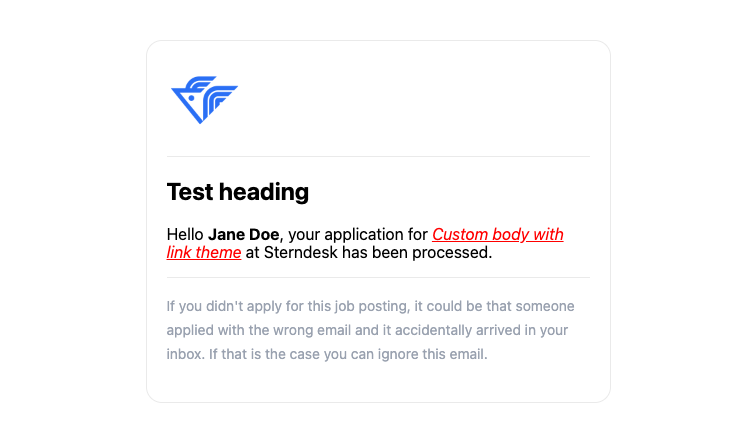 Test heading
Hello Jane Doe, your application for Custom body with
link theme at Sterndesk has been processed.
If you didn't apply for this job posting, it could be that someone
applied with the wrong email and it accidentally arrived in your
inbox. If that is the case you can ignore this email.